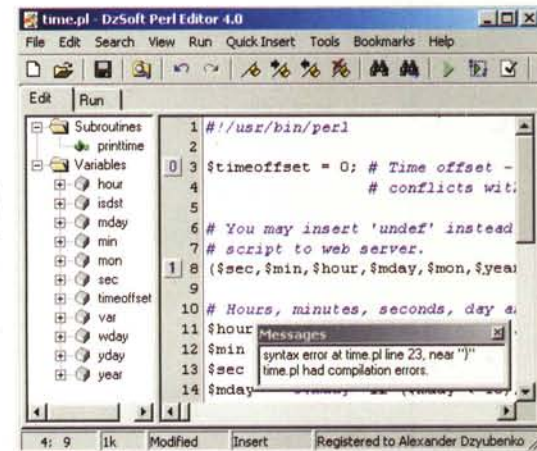 time.pl - DzSoft Perl Editor 4.0
File Edit Search View Run Quick Insert Tools Bookmarks Help
Edit Run
Subroutines
printtime
Variables
hour
isdst
mday
min
mon
sec
timeoffset
var
wday
yday
year
1 #!/usr/bin/perl
2
0 3 $timeoffset = 0; # Time offset -
4 # conflicts wit
5
6 # You may insert 'undef' instead
7 # script to web server.
1 8 ($sec,$min,$hour,$mday,$mon,$year
9
10 # Hours, minutes, seconds, day a
11 $hour
12 $min
13 $sec
14 $mday
Messages
syntax error at time.pl line 23, near ")"
time.pl had compilation errors.
4: 9 1k Modified Insert Registered to Alexander Dzyubenko